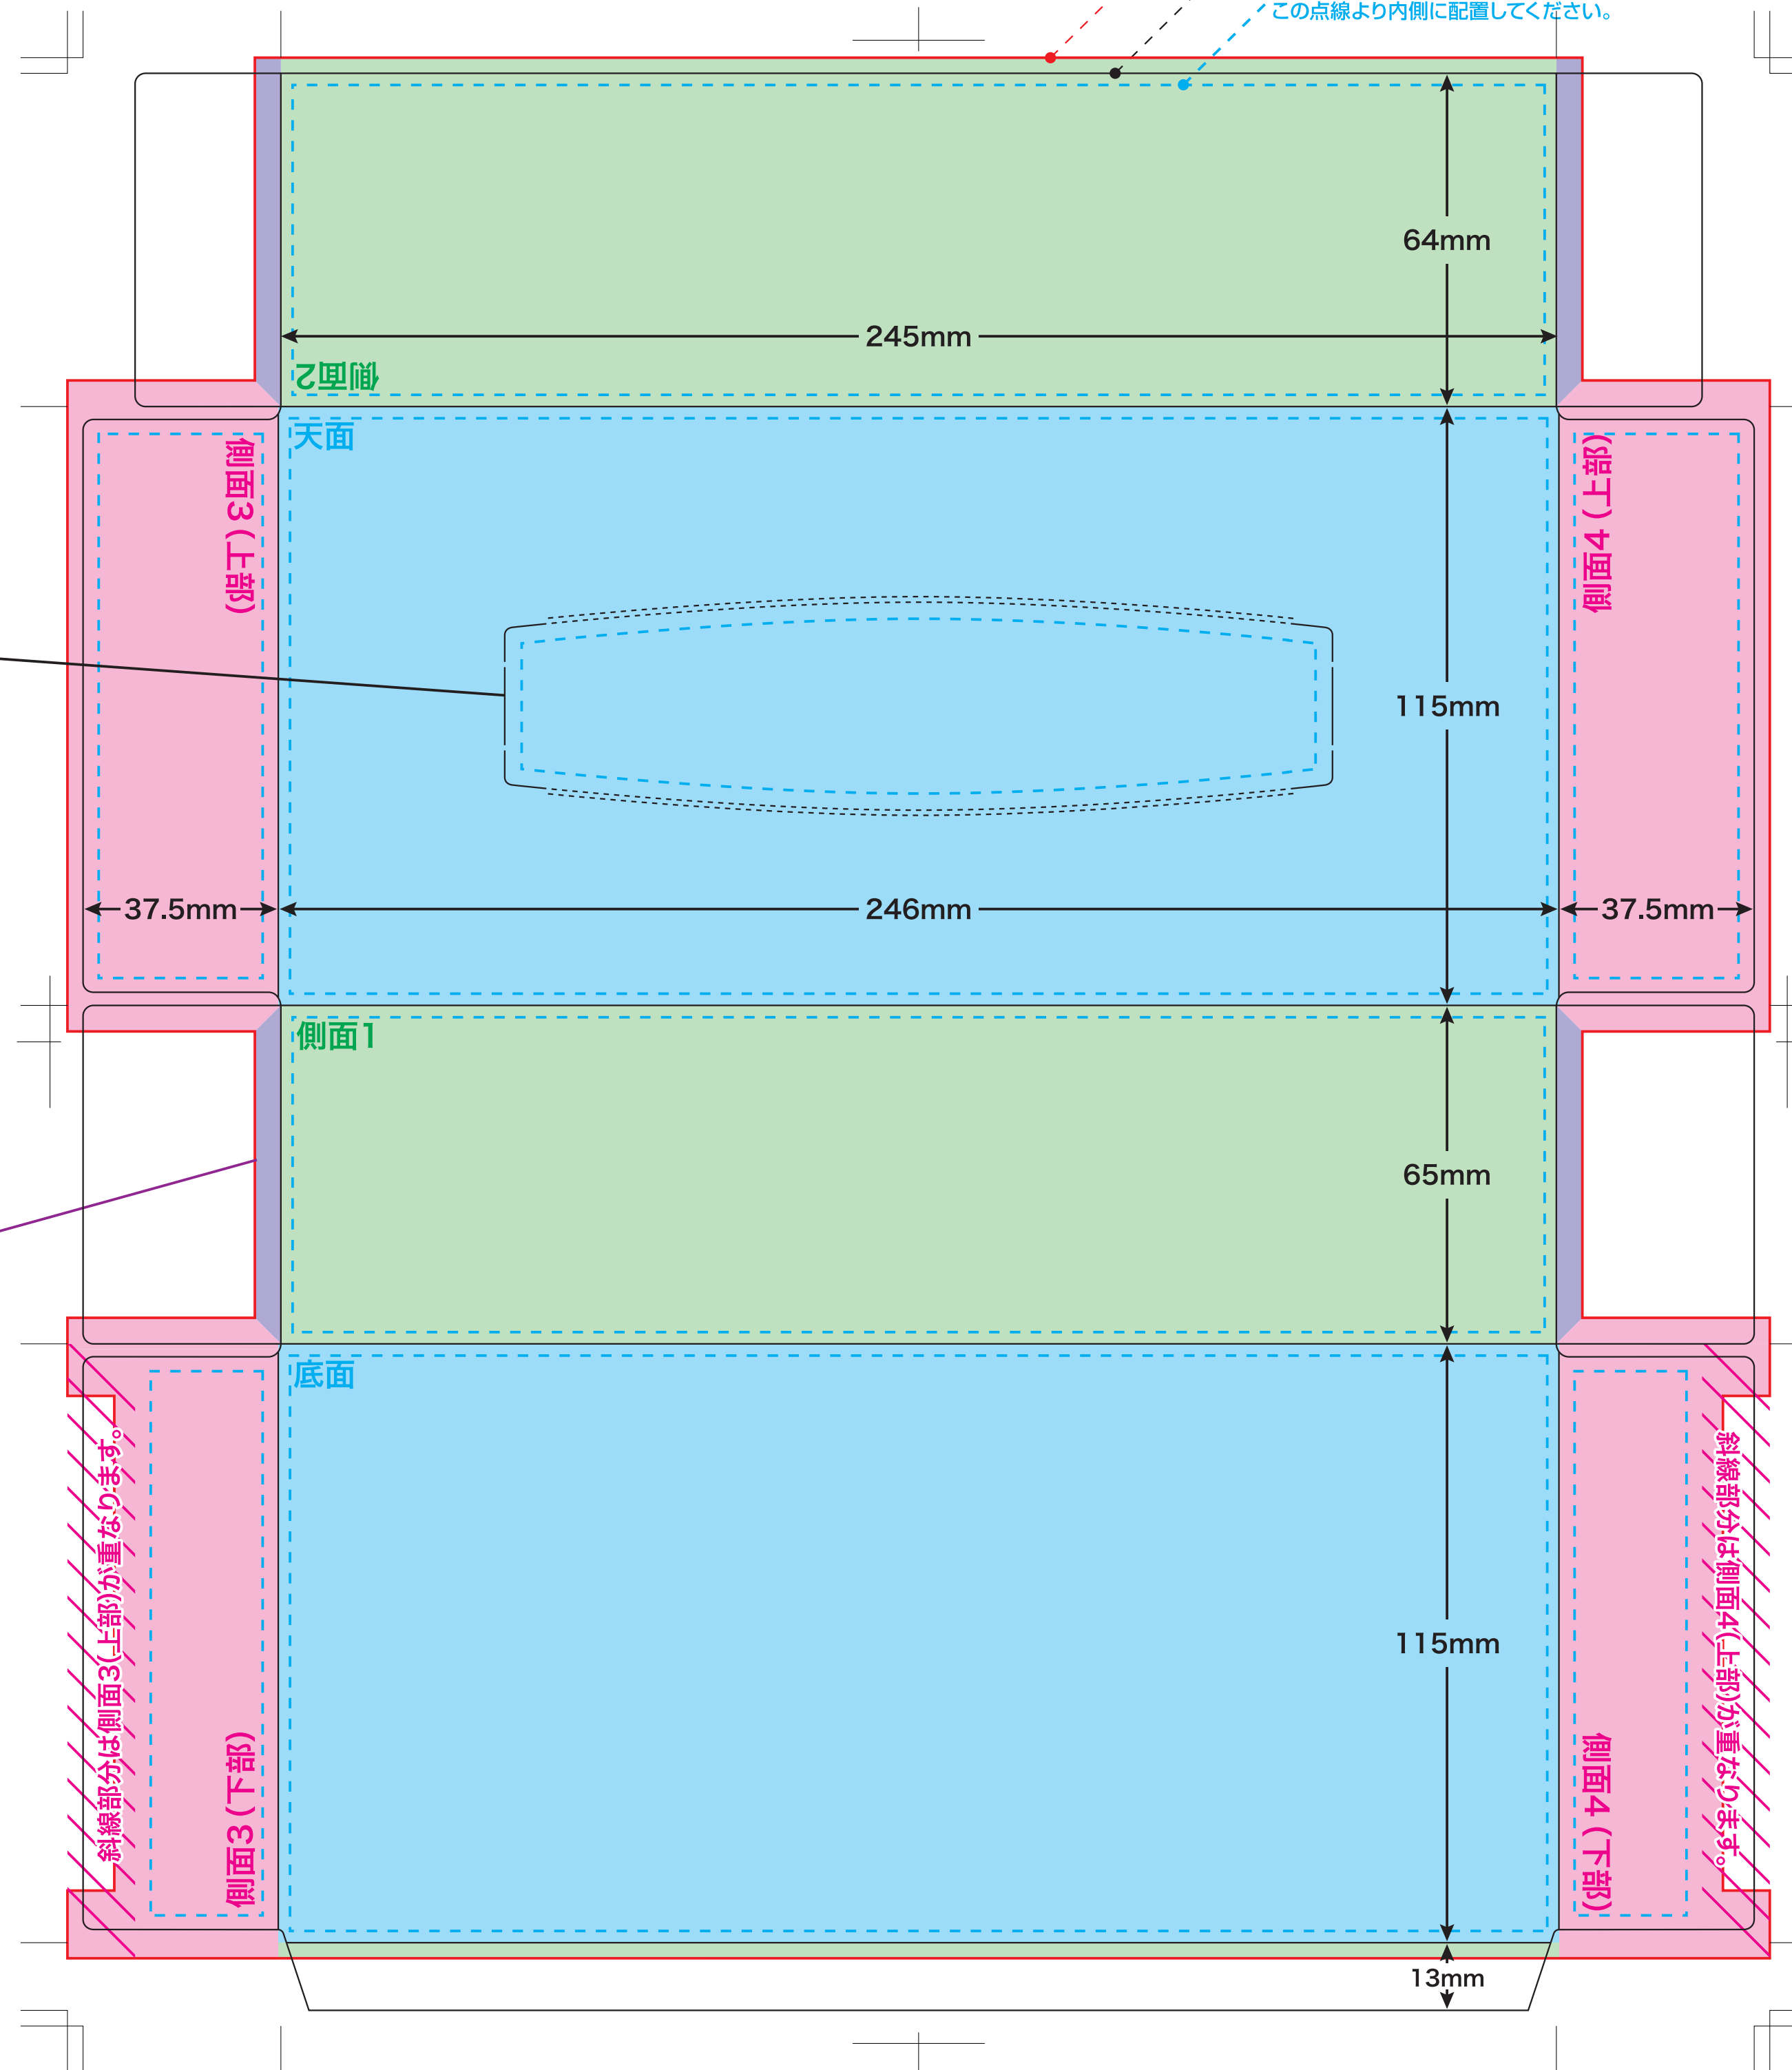 この点線より内側に配置してください。
64mm
245mm
側面2
天面
側面3（上部）
側面4（上部）
115mm
37.5mm
246mm
37.5mm
側面1
65mm
底面
斜線部分は側面3(上部)が重なります。
斜線部分は側面4(上部)が重なります。
115mm
側面3（下部）
側面4（下部）
13mm